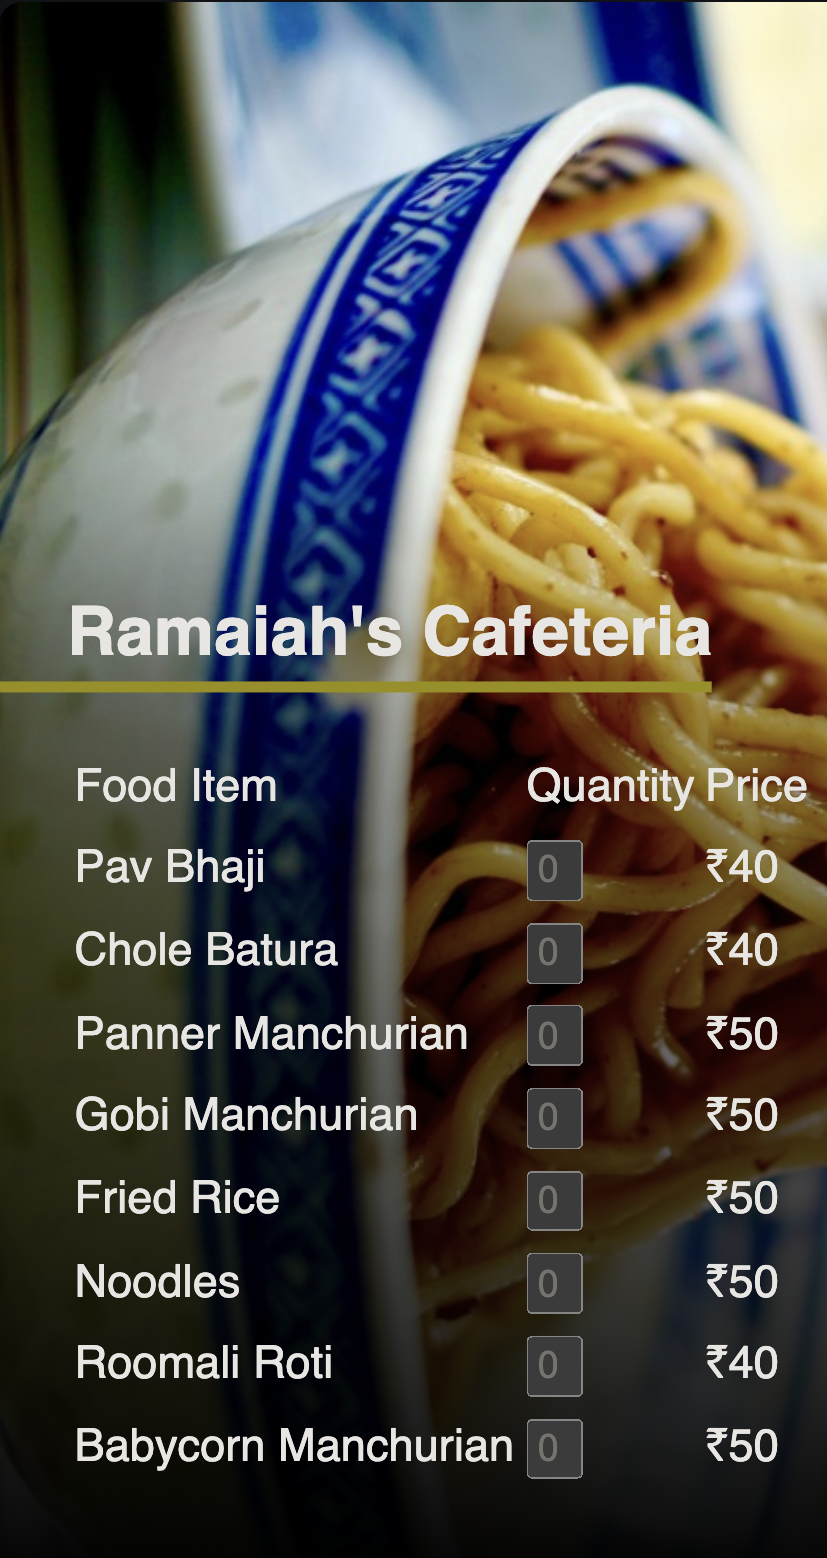 Ramaiah's Cafeteria
Food Item Quantity Price
Pav Bhaji 0 ₹40
Chole Batura 0 ₹40
Panner Manchurian 0 ₹50
Gobi Manchurian 0 ₹50
Fried Rice 0 ₹50
Noodles 0 ₹50
Roomali Roti 0 ₹40
Babycorn Manchurian 0 ₹50